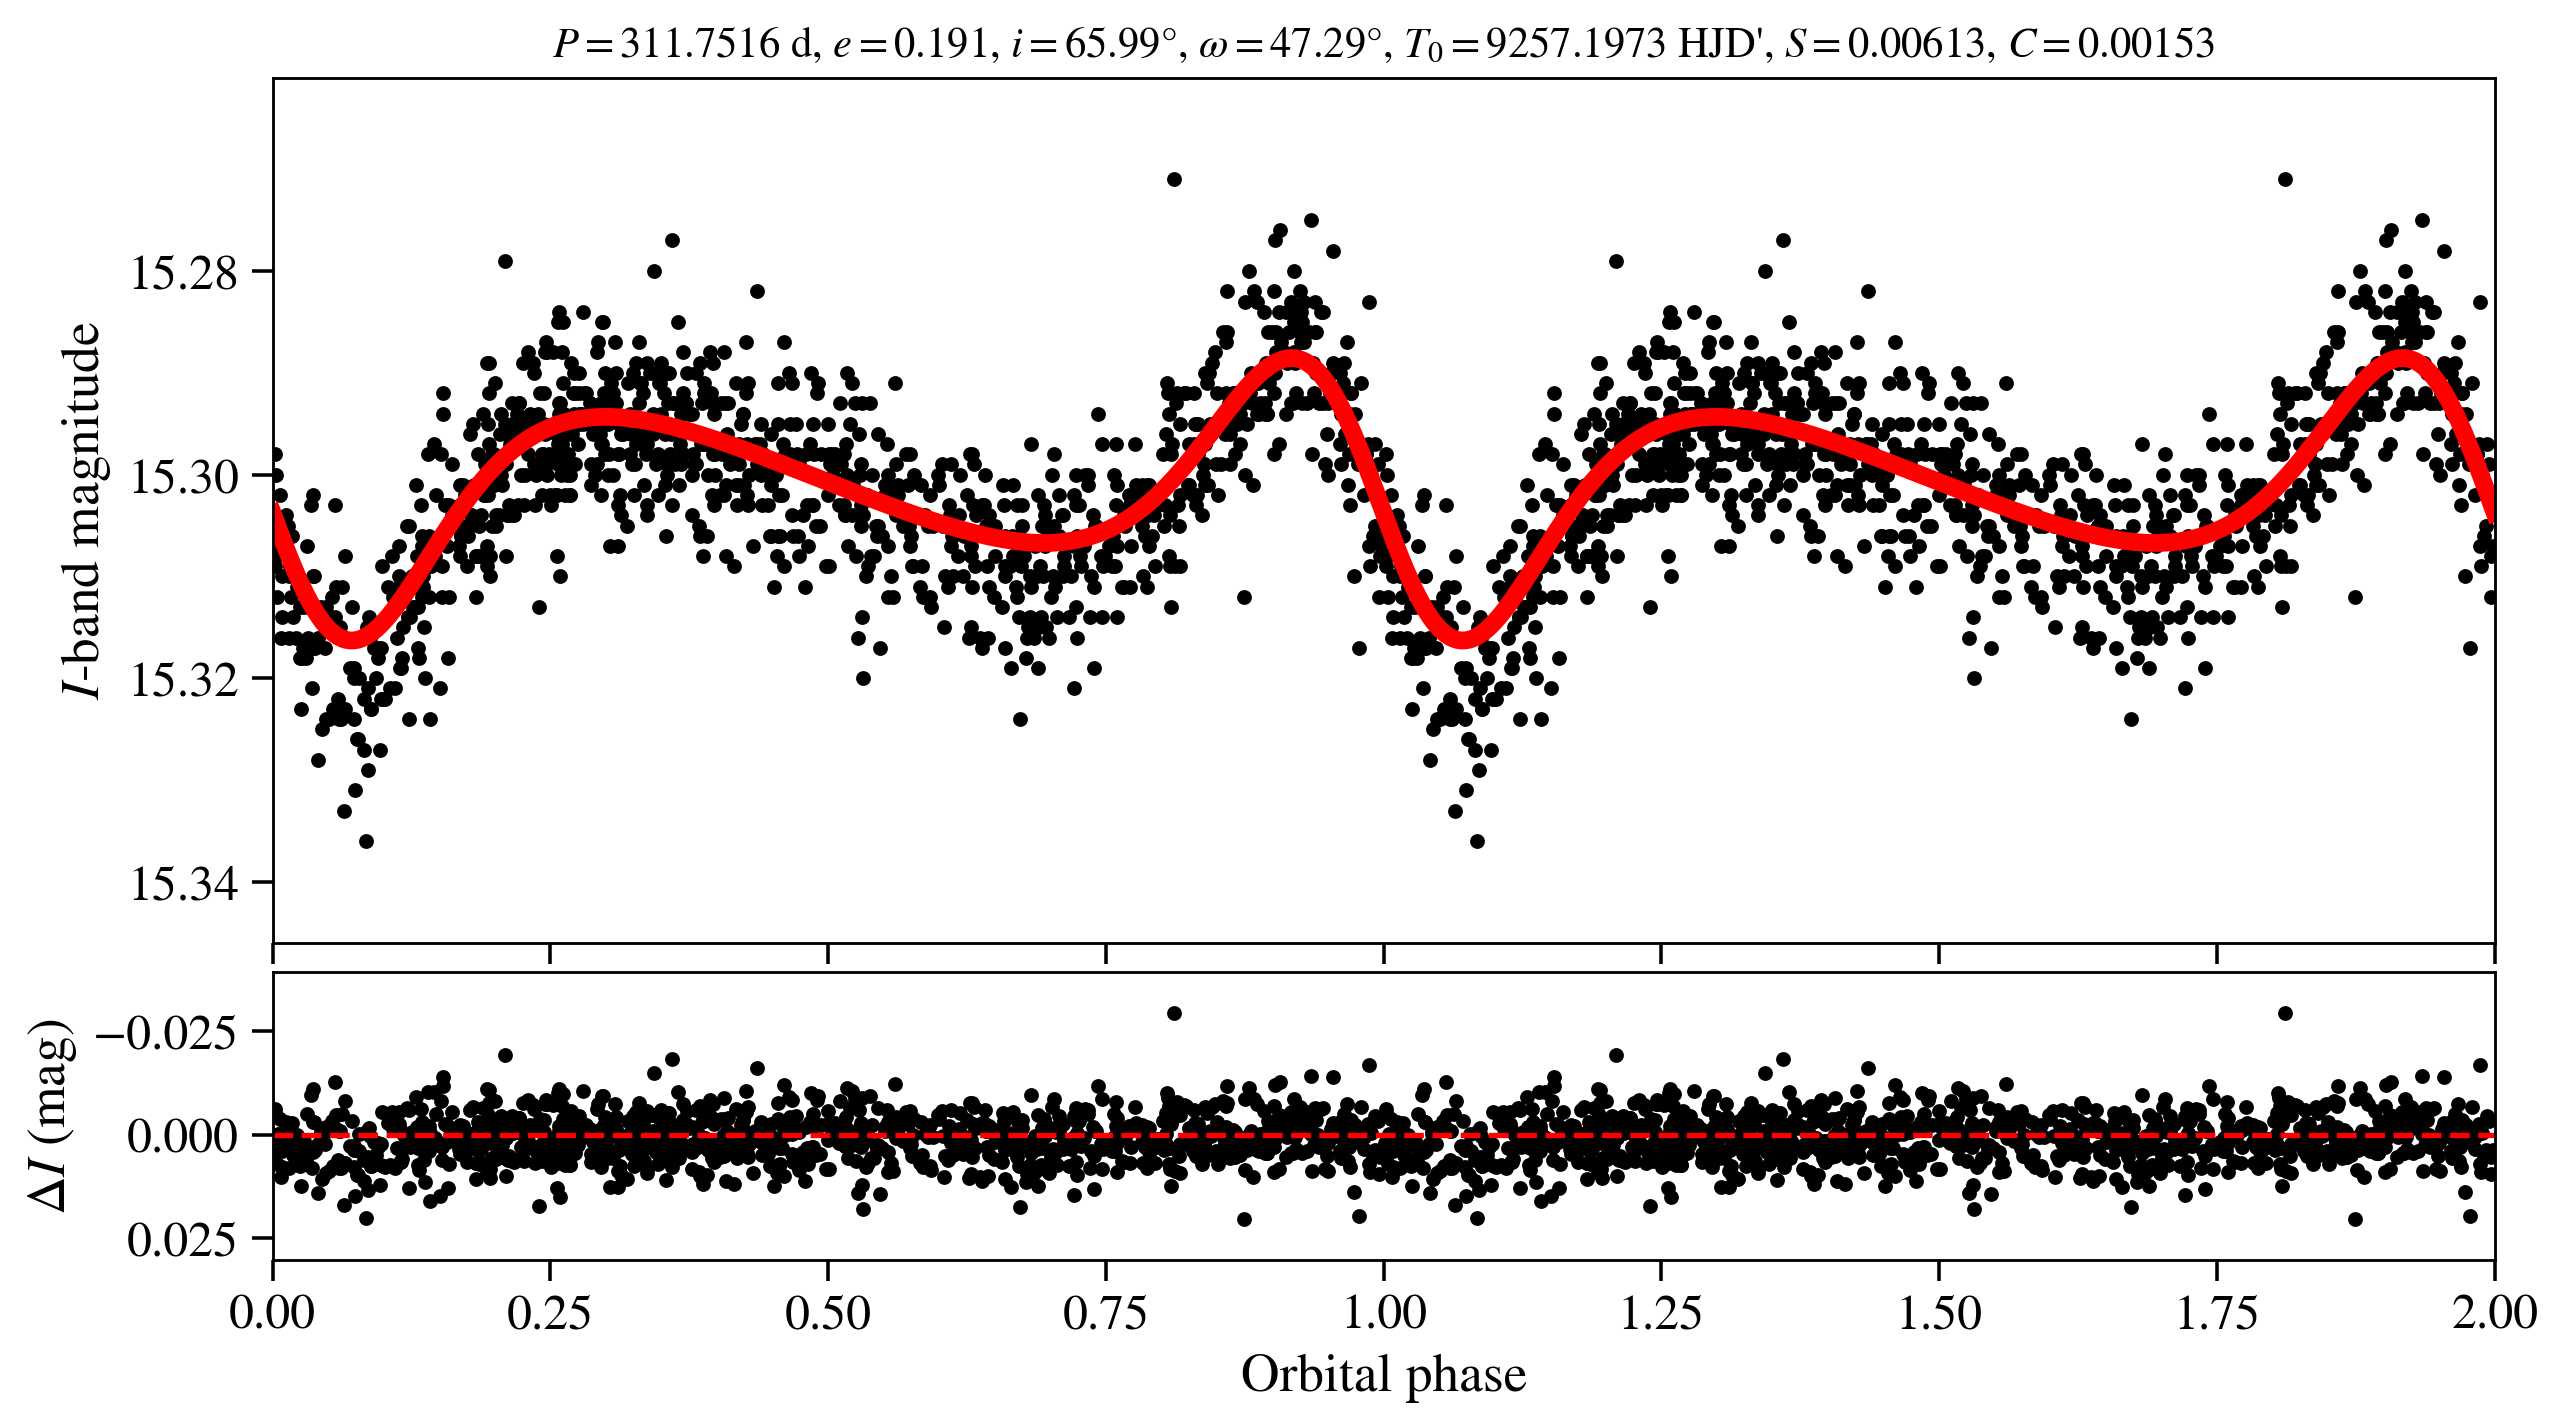 P = 311.7516 d, e = 0.191, i = 65.99°, ω = 47.29°, T₀ = 9257.1973 HJD', S = 0.00613, C = 0.00153
I-band magnitude
15.28
15.30
15.32
15.34
ΔI (mag)
−0.025
0.000
0.025
0.00 0.25 0.50 0.75 1.00 1.25 1.50 1.75 2.00
Orbital phase